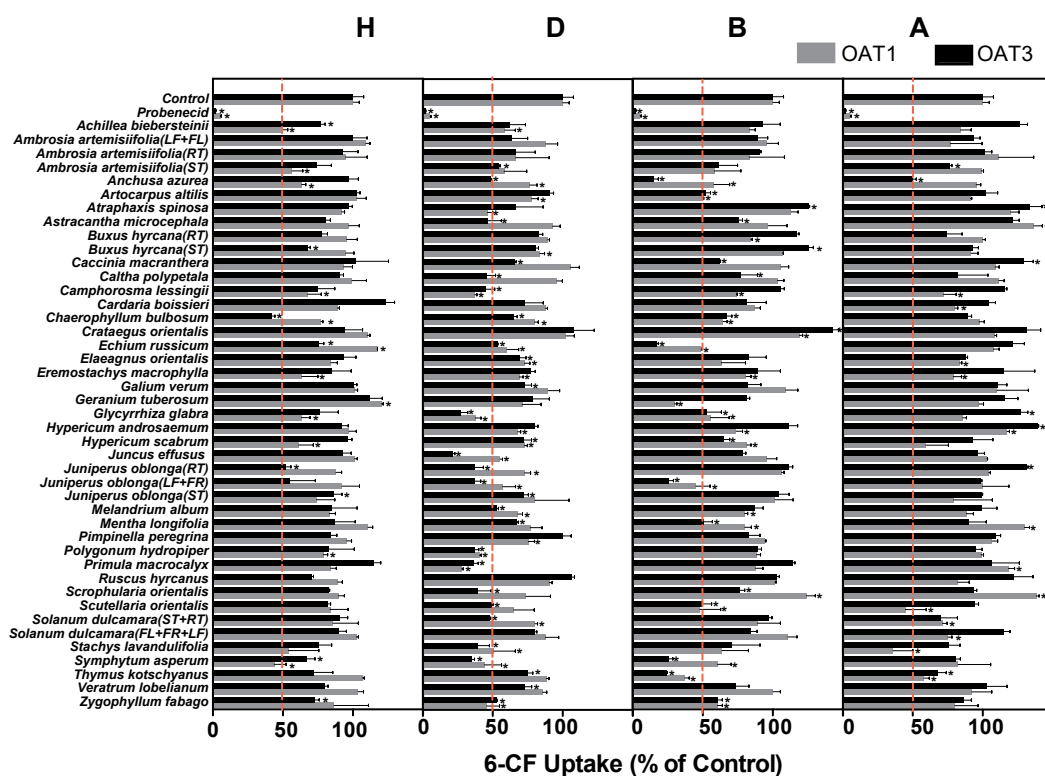 H D B A
OAT1 OAT3
Control
Probenecid
Achillea biebersteinii
Ambrosia artemisiifolia(LF+FL)
Ambrosia artemisiifolia(RT)
Ambrosia artemisiifolia(ST)
Anchusa azurea
Artocarpus altilis
Atraphaxis spinosa
Astracantha microcephala
Buxus hyrcana(RT)
Buxus hyrcana(ST)
Caccinia macranthera
Caltha polypetala
Camphorosma lessingii
Cardaria boissieri
Chaerophyllum bulbosum
Crataegus orientalis
Echium russicum
Elaeagnus orientalis
Eremostachys macrophylla
Galium verum
Geranium tuberosum
Glycyrrhiza glabra
Hypericum androsaemum
Hypericum scabrum
Juncus effusus
Juniperus oblonga(RT)
Juniperus oblonga(LF+FR)
Juniperus oblonga(ST)
Melandrium album
Mentha longifolia
Pimpinella peregrina
Polygonum hydropiper
Primula macrocalyx
Ruscus hyrcanus
Scrophularia orientalis
Scutellaria orientalis
Solanum dulcamara(ST+RT)
Solanum dulcamara(FL+FR+LF)
Stachys lavandulifolia
Symphytum asperum
Thymus kotschyanus
Veratrum lobelianum
Zygophyllum fabago
0 50 100 0 50 100 0 50 100 0 50 100
6-CF Uptake (% of Control)